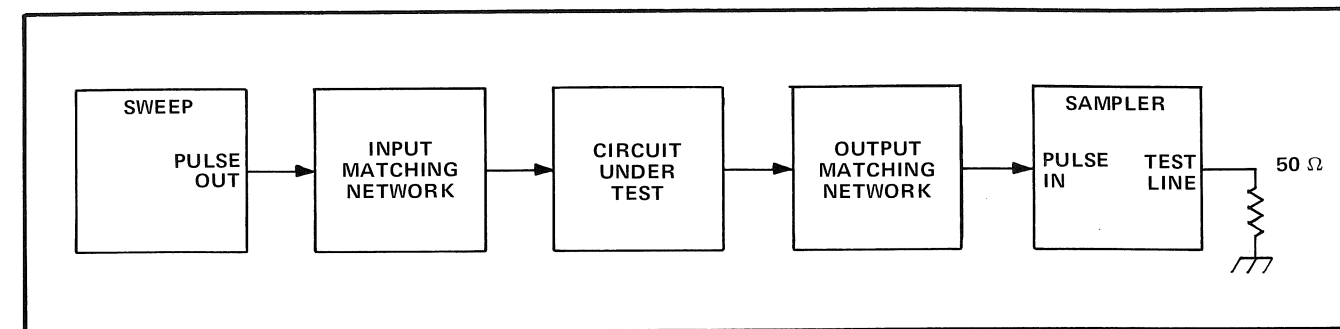 SWEEP
PULSE
OUT
INPUT
MATCHING
NETWORK
CIRCUIT
UNDER
TEST
OUTPUT
MATCHING
NETWORK
SAMPLER
PULSE
IN
TEST
LINE
50 Ω